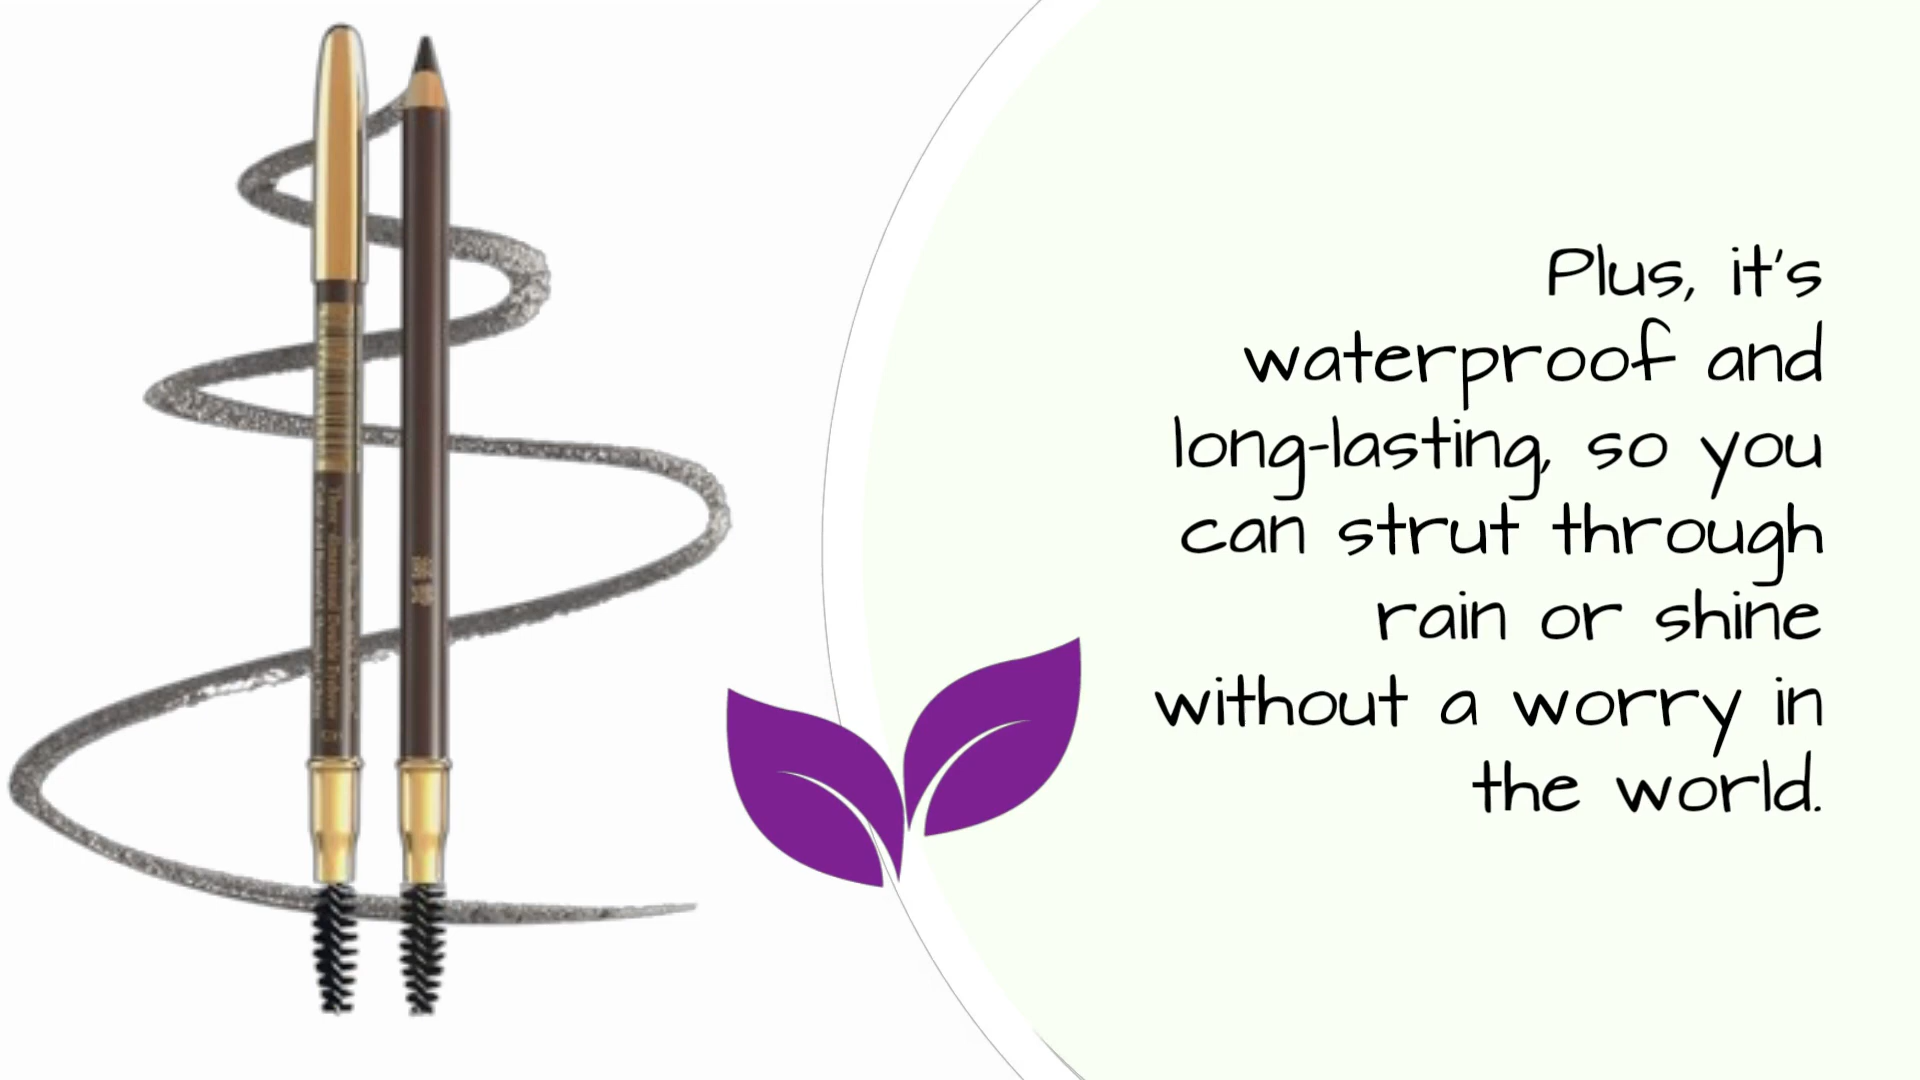 Plus, it's
waterproof and
long-lasting, so you
can strut through
rain or shine
without a worry in
the world.